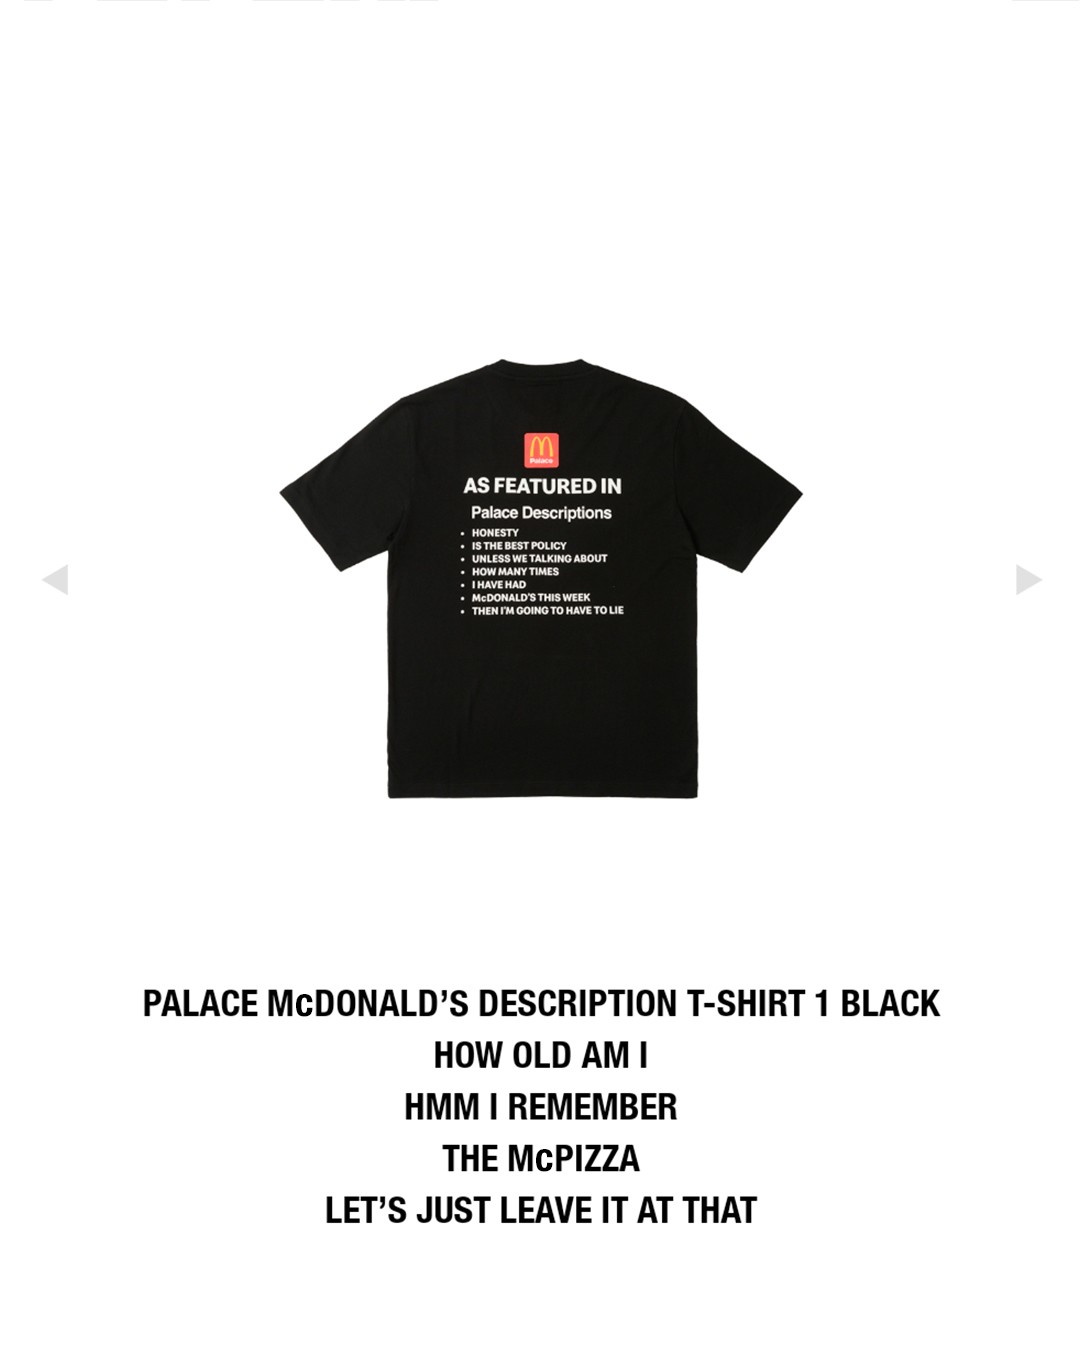 Palace
AS FEATURED IN
Palace Descriptions
• HONESTY
• IS THE BEST POLICY
• UNLESS WE TALKING ABOUT
• HOW MANY TIMES
• I HAVE HAD
• McDONALD'S THIS WEEK
• THEN I'M GOING TO HAVE TO LIE
PALACE McDONALD’S DESCRIPTION T-SHIRT 1 BLACK
HOW OLD AM I
HMM I REMEMBER
THE McPIZZA
LET’S JUST LEAVE IT AT THAT